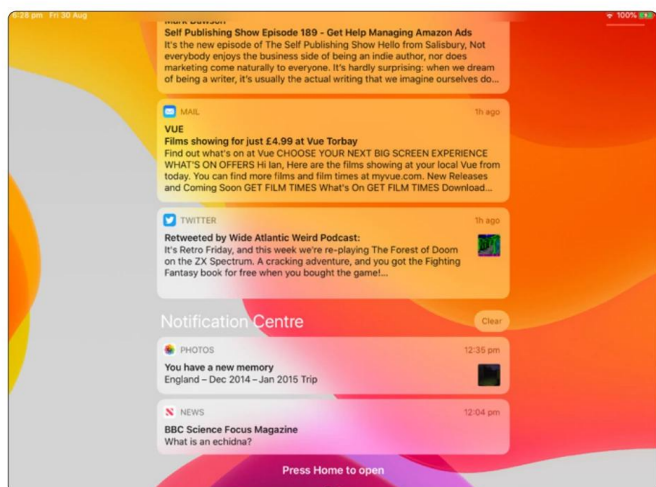 6:28 pm Fri 30 Aug
100%
Mark Dawson
Self Publishing Show Episode 189 - Get Help Managing Amazon Ads
It's the new episode of The Self Publishing Show Hello from Salisbury, Not
everybody enjoys the business side of being an indie author, nor does
marketing come naturally to everyone. It's hardly surprising: when we dream
of being a writer, it's usually the actual writing that we imagine ourselves do...
MAIL
1h ago
VUE
Films showing for just £4.99 at Vue Torbay
Find out what's on at Vue CHOOSE YOUR NEXT BIG SCREEN EXPERIENCE
WHAT'S ON OFFERS Hi Ian, Here are the films showing at your local Vue from
today. You can find more films and film times at myvue.com. New Releases
and Coming Soon GET FILM TIMES What's On GET FILM TIMES Download...
TWITTER
1h ago
Retweeted by Wide Atlantic Weird Podcast:
It's Retro Friday, and this week we're re-playing The Forest of Doom
on the ZX Spectrum. A cracking adventure, and you got the Fighting
Fantasy book for free when you bought the game!...
Notification Centre
Clear
PHOTOS
12:35 pm
You have a new memory
England – Dec 2014 – Jan 2015 Trip
NEWS
12:04 pm
BBC Science Focus Magazine
What is an echidna?
Press Home to open